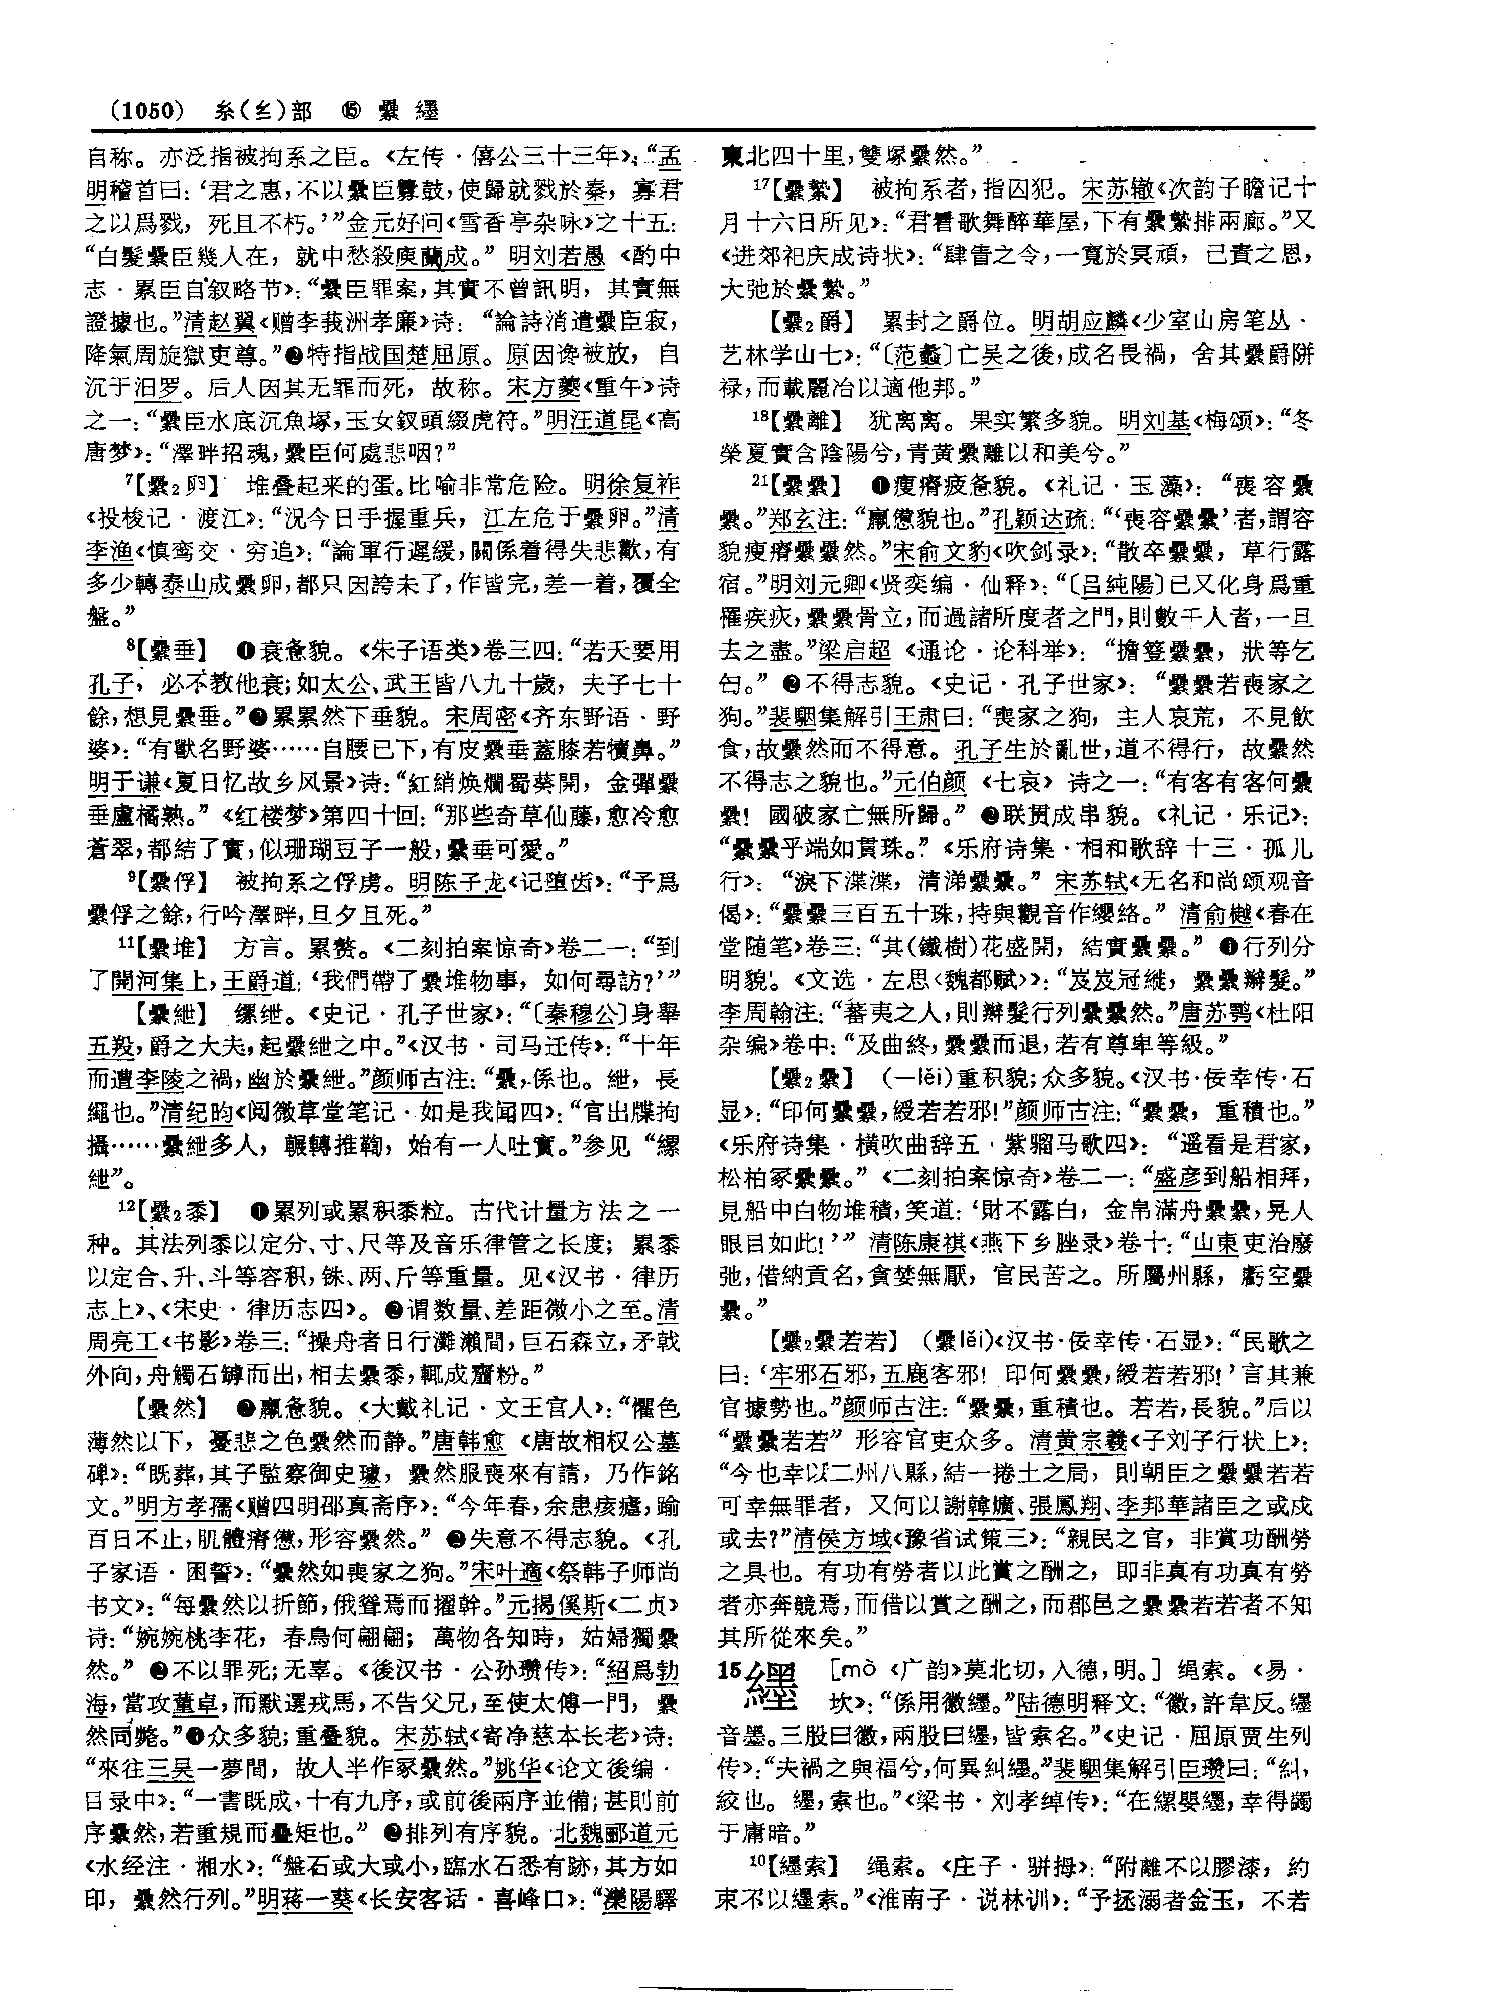 (1050) 糸(纟)部 ⑮ 纍 纆
自称。亦泛指被拘系之臣。《左传·僖公三十三年》：“孟
明稽首曰：‘君之惠，不以纍臣釁鼓，使歸就戮於秦，寡君
之以爲戮，死且不朽。’”金元好问《雪香亭杂咏》之十五：
“白髮纍臣幾人在，就中愁殺庾蘭成。”明刘若愚《酌中
志·累臣自叙略节》：“纍臣罪案，其實不曾訊明，其實無
證據也。”清赵翼《赠李莪洲孝廉》诗：“論詩消遣纍臣寂，
降氣周旋獄吏尊。”❷特指战国楚屈原。原因谗被放，自
沉于汨罗。后人因其无罪而死，故称。宋方夔《重午》诗
之一：“纍臣水底沉魚塚，玉女釵頭綴虎符。”明汪道昆《高
唐梦》：“澤畔招魂，纍臣何處悲咽？”
7【纍₂卵】 堆叠起来的蛋。比喻非常危险。明徐复祚
《投梭记·渡江》：“況今日手握重兵，江左危于纍卵。”清
李渔《慎鸾交·穷追》：“論軍行遲緩，關係着得失悲歡，有
多少轉泰山成纍卵，都只因誇未了，作皆完，差一着，覆全
盤。”
8【纍垂】 ❶衰惫貌。《朱子语类》卷三四：“若天要用
孔子，必不教他衰；如太公、武王皆八九十歲，夫子七十
餘，想見纍垂。”❷累累然下垂貌。宋周密《齐东野语·野
婆》：“有獸名野婆……自腰已下，有皮纍垂蓋膝若犢鼻。”
明于谦《夏日忆故乡风景》诗：“紅綃煥爛蜀葵開，金彈纍
垂盧橘熟。”《红楼梦》第四十回：“那些奇草仙藤，愈冷愈
蒼翠，都結了實，似珊瑚豆子一般，纍垂可愛。”
9【纍俘】 被拘系之俘虏。明陈子龙《记堕齿》：“予爲
纍俘之餘，行吟澤畔，旦夕且死。”
11【纍堆】 方言。累赘。《二刻拍案惊奇》卷二一：“到
了開河集上，王爵道：‘我們帶了纍堆物事，如何尋訪？’”
【纍紲】 缧绁。《史记·孔子世家》：“〔秦穆公〕身舉
五羖，爵之大夫，起纍紲之中。”《汉书·司马迁传》：“十年
而遭李陵之禍，幽於纍紲。”颜师古注：“纍，係也。紲，長
繩也。”清纪昀《阅微草堂笔记·如是我闻四》：“官出牒拘
攝……纍紲多人，輾轉推鞫，始有一人吐實。”参见“缧
紲”。
12【纍₂黍】 ❶累列或累积黍粒。古代计量方法之一
种。其法列黍以定分、寸、尺等及音乐律管之长度；累黍
以定合、升、斗等容积，铢、两、斤等重量。见《汉书·律历
志上》、《宋史·律历志四》。❷谓数量、差距微小之至。清
周亮工《书影》卷三：“操舟者日行灘瀨間，巨石森立，矛戟
外向，舟觸石罅而出，相去纍黍，輒成齏粉。”
【纍然】 ❶羸惫貌。《大戴礼记·文王官人》：“懼色
薄然以下，憂悲之色纍然而静。”唐韩愈《唐故相权公墓
碑》：“既葬，其子監察御史璩，纍然服喪來有請，乃作銘
文。”明方孝孺《赠四明邵真斋序》：“今年春，余患痎瘧，踰
百日不止，肌體瘠憊，形容纍然。”❷失意不得志貌。《孔
子家语·困誓》：“纍然如喪家之狗。”宋叶適《祭韩子师尚
书文》：“每纍然以折節，俄聳焉而擢幹。”元揭傒斯《二贞》
诗：“婉婉桃李花，春鳥何翩翩；萬物各知時，姑婦獨纍
然。”❸不以罪死；无辜。《後汉书·公孙瓒传》：“紹爲勃
海，當攻董卓，而默選戎馬，不告父兄，至使太傅一門，纍
然同斃。”❹众多貌；重叠貌。宋苏轼《寄净慈本长老》诗：
“來往三吴一夢間，故人半作冢纍然。”姚华《论文後编·
目录中》：“一書既成，十有九序，或前後兩序並備；甚則前
序纍然，若重規而叠矩也。”❺排列有序貌。北魏郦道元
《水经注·湘水》：“盤石或大或小，臨水石悉有跡，其方如
印，纍然行列。”明蒋一葵《长安客话·喜峰口》：“灤陽驛
東北四十里，雙塚纍然。”
17【纍縶】 被拘系者，指囚犯。宋苏辙《次韵子瞻记十
月十六日所见》：“君看歌舞醉華屋，下有纍縶排兩廊。”又
《进郊祀庆成诗状》：“肆眚之令，一寬於冥頑，已責之恩，
大弛於纍縶。”
【纍₂爵】 累封之爵位。明胡应麟《少室山房笔丛·
艺林学山七》：“〔范蠡〕亡吴之後，成名畏禍，舍其纍爵餅
禄，而載麗冶以適他邦。”
18【纍離】 犹离离。果实繁多貌。明刘基《梅颂》：“冬
榮夏實含陰陽兮，青黄纍離以和美兮。”
21【纍纍】 ❶瘦瘠疲惫貌。《礼记·玉藻》：“喪容纍
纍。”郑玄注：“羸憊貌也。”孔颖达疏：“‘喪容纍纍’者，謂容
貌瘦瘠纍纍然。”宋俞文豹《吹剑录》：“散卒纍纍，草行露
宿。”明刘元卿《贤奕编·仙释》：“〔吕純陽〕已又化身爲重
罹疾疢，纍纍骨立，而過諸所度者之門，則數千人者，一旦
去之盡。”梁启超《通论·论科举》：“擔簦纍纍，狀等乞
匄。”❷不得志貌。《史记·孔子世家》：“纍纍若喪家之
狗。”裴駰集解引王肃曰：“喪家之狗，主人哀荒，不見飲
食，故纍然而不得意。孔子生於亂世，道不得行，故纍然
不得志之貌也。”元伯颜《七哀》诗之一：“有客有客何纍
纍！國破家亡無所歸。”❸联贯成串貌。《礼记·乐记》：
“纍纍乎端如貫珠。”《乐府诗集·相和歌辞十三·孤儿
行》：“淚下渫渫，清涕纍纍。”宋苏轼《无名和尚颂观音
偈》：“纍纍三百五十珠，持與觀音作纓絡。”清俞樾《春在
堂随笔》卷三：“其（鐵樹）花盛開，結實纍纍。”❹行列分
明貌。《文选·左思〈魏都赋〉》：“岌岌冠縰，纍纍辮髮。”
李周翰注：“蕃夷之人，則辮髮行列纍纍然。”唐苏鹗《杜阳
杂编》卷中：“及曲終，纍纍而退，若有尊卑等級。”
【纍₂纍】 （—lěi）重积貌；众多貌。《汉书·佞幸传·石
显》：“印何纍纍，綬若若邪！”颜师古注：“纍纍，重積也。”
《乐府诗集·横吹曲辞五·紫骝马歌四》：“遥看是君家，
松柏冢纍纍。”《二刻拍案惊奇》卷二一：“盛彦到船相拜，
見船中白物堆積，笑道：‘財不露白，金帛滿舟纍纍，晃人
眼目如此！’”清陈康祺《燕下乡脞录》卷十：“山東吏治廢
弛，借納貢名，貪婪無厭，官民苦之。所屬州縣，虧空纍
纍。”
【纍₂纍若若】 （纍lěi）《汉书·佞幸传·石显》：“民歌之
曰：‘牢邪石邪，五鹿客邪！印何纍纍，綬若若邪！’言其兼
官據勢也。”颜师古注：“纍纍，重積也。若若，長貌。”后以
“纍纍若若”形容官吏众多。清黄宗羲《子刘子行状上》：
“今也幸以二州八縣，結一捲土之局，則朝臣之纍纍若若
可幸無罪者，又何以謝韓爌、張鳳翔、李邦華諸臣之或戍
或去？”清侯方域《豫省试策三》：“親民之官，非賞功酬勞
之具也。有功有勞者以此賞之酬之，即非真有功真有勞
者亦奔競焉，而借以賞之酬之，而郡邑之纍纍若若者不知
其所從來矣。”
15 纆 ［mò 《广韵》莫北切，入德，明。］绳索。《易·
坎》：“係用徽纆。”陆德明释文：“徽，許韋反。纆
音墨。三股曰徽，兩股曰纆，皆索名。”《史记·屈原贾生列
传》：“夫禍之與福兮，何異糾纆。”裴駰集解引臣瓒曰：“糾，
絞也。纆，索也。”《梁书·刘孝绰传》：“在縲嬰纆，幸得蠲
于庸暗。”
10【纆索】 绳索。《庄子·骈拇》：“附離不以膠漆，約
束不以纆索。”《淮南子·说林训》：“予拯溺者金玉，不若